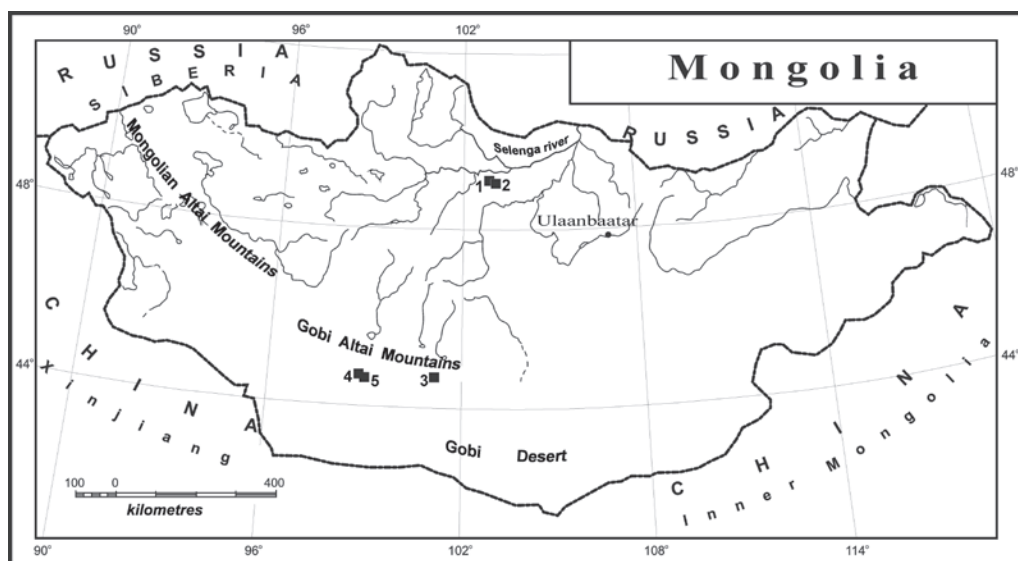 90°
96°
102°
Mongolia
RUSSIA
SIBERIA
RUSSIA
Selenga river
Mongolian Altai Mountains
48°
48°
1
2
Ulaanbaatar
Gobi Altai Mountains
44°
44°
4
5
3
CHINA
Xinjiang
Gobi Desert
CHINA
Inner Mongolia
100
0
400
kilometres
90°
96°
102°
108°
114°